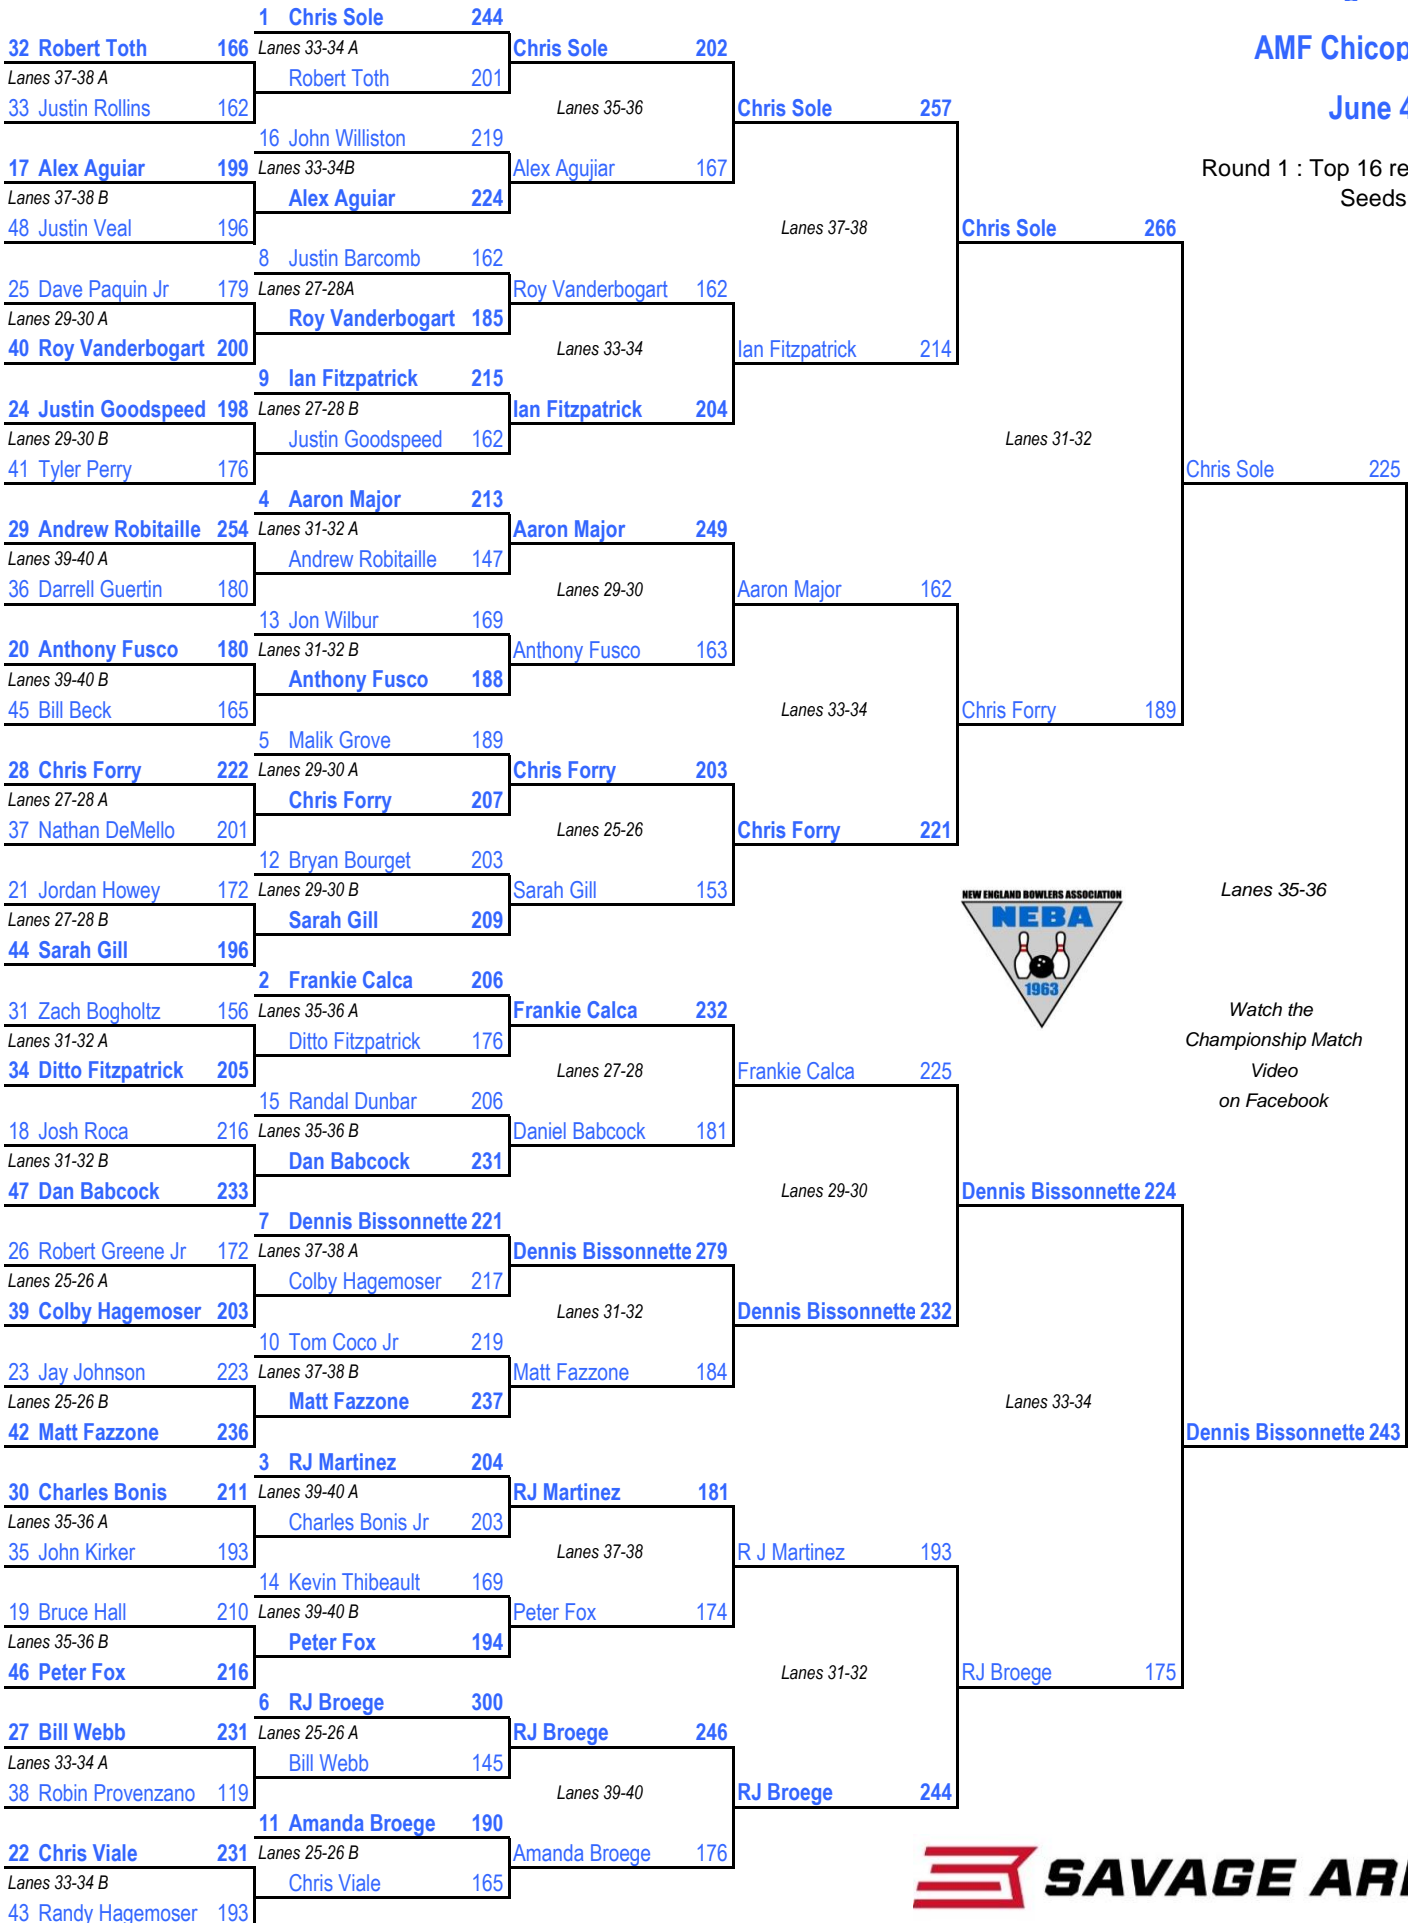 1 Chris Sole 244
32 Robert Toth 166 Lanes 33-34 A Chris Sole 202
AMF Chicop
Lanes 37-38 A Robert Toth 201
33 Justin Rollins 162 Lanes 35-36 Chris Sole 257
June 4
16 John Williston 219
17 Alex Aguiar 199 Lanes 33-34B Alex Agujiar 167
Round 1 : Top 16 re
Lanes 37-38 B Alex Aguiar 224
Seeds
48 Justin Veal 196 Lanes 37-38 Chris Sole 266
8 Justin Barcomb 162
25 Dave Paquin Jr 179 Lanes 27-28A Roy Vanderbogart 162
Lanes 29-30 A Roy Vanderbogart 185
40 Roy Vanderbogart 200 Lanes 33-34 Ian Fitzpatrick 214
9 Ian Fitzpatrick 215
24 Justin Goodspeed 198 Lanes 27-28 B Ian Fitzpatrick 204
Lanes 29-30 B Justin Goodspeed 162 Lanes 31-32
41 Tyler Perry 176 Chris Sole 225
4 Aaron Major 213
29 Andrew Robitaille 254 Lanes 31-32 A Aaron Major 249
Lanes 39-40 A Andrew Robitaille 147
36 Darrell Guertin 180 Lanes 29-30 Aaron Major 162
13 Jon Wilbur 169
20 Anthony Fusco 180 Lanes 31-32 B Anthony Fusco 163
Lanes 39-40 B Anthony Fusco 188
45 Bill Beck 165 Lanes 33-34 Chris Forry 189
5 Malik Grove 189
28 Chris Forry 222 Lanes 29-30 A Chris Forry 203
Lanes 27-28 A Chris Forry 207
37 Nathan DeMello 201 Lanes 25-26 Chris Forry 221
12 Bryan Bourget 203
21 Jordan Howey 172 Lanes 29-30 B Sarah Gill 153 Lanes 35-36
NEW ENGLAND BOWLERS ASSOCIATION
NEBA
1963
Lanes 27-28 B Sarah Gill 209
44 Sarah Gill 196
2 Frankie Calca 206
31 Zach Bogholtz 156 Lanes 35-36 A Frankie Calca 232 Watch the
Lanes 31-32 A Ditto Fitzpatrick 176 Championship Match
34 Ditto Fitzpatrick 205 Lanes 27-28 Frankie Calca 225 Video
15 Randal Dunbar 206 on Facebook
18 Josh Roca 216 Lanes 35-36 B Daniel Babcock 181
Lanes 31-32 B Dan Babcock 231
47 Dan Babcock 233 Lanes 29-30 Dennis Bissonnette 224
7 Dennis Bissonnette 221
26 Robert Greene Jr 172 Lanes 37-38 A Dennis Bissonnette 279
Lanes 25-26 A Colby Hagemoser 217
39 Colby Hagemoser 203 Lanes 31-32 Dennis Bissonnette 232
10 Tom Coco Jr 219
23 Jay Johnson 223 Lanes 37-38 B Matt Fazzone 184
Lanes 25-26 B Matt Fazzone 237 Lanes 33-34
42 Matt Fazzone 236 Dennis Bissonnette 243
3 RJ Martinez 204
30 Charles Bonis 211 Lanes 39-40 A RJ Martinez 181
Lanes 35-36 A Charles Bonis Jr 203
35 John Kirker 193 Lanes 37-38 R J Martinez 193
14 Kevin Thibeault 169
19 Bruce Hall 210 Lanes 39-40 B Peter Fox 174
Lanes 35-36 B Peter Fox 194
46 Peter Fox 216 Lanes 31-32 RJ Broege 175
6 RJ Broege 300
27 Bill Webb 231 Lanes 25-26 A RJ Broege 246
Lanes 33-34 A Bill Webb 145
38 Robin Provenzano 119 Lanes 39-40 RJ Broege 244
11 Amanda Broege 190
22 Chris Viale 231 Lanes 25-26 B Amanda Broege 176
Lanes 33-34 B Chris Viale 165
SAVAGE AR
43 Randy Hagemoser 193